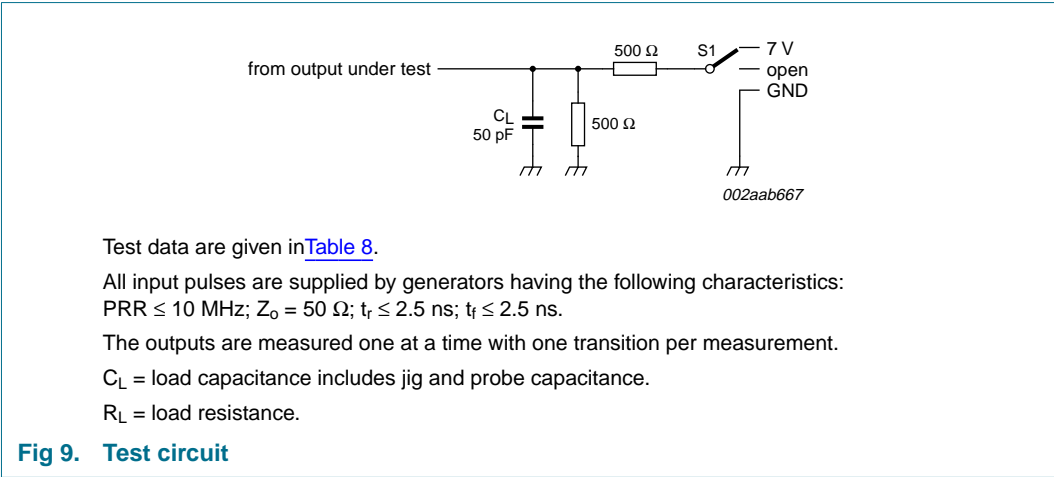 500 Ω
S1
7 V
from output under test
open
GND
CL
50 pF
500 Ω
002aab667
Test data are given inTable 8.
All input pulses are supplied by generators having the following characteristics:
PRR ≤ 10 MHz; Zo = 50 Ω; tr ≤ 2.5 ns; tf ≤ 2.5 ns.
The outputs are measured one at a time with one transition per measurement.
CL = load capacitance includes jig and probe capacitance.
RL = load resistance.
Fig 9. Test circuit